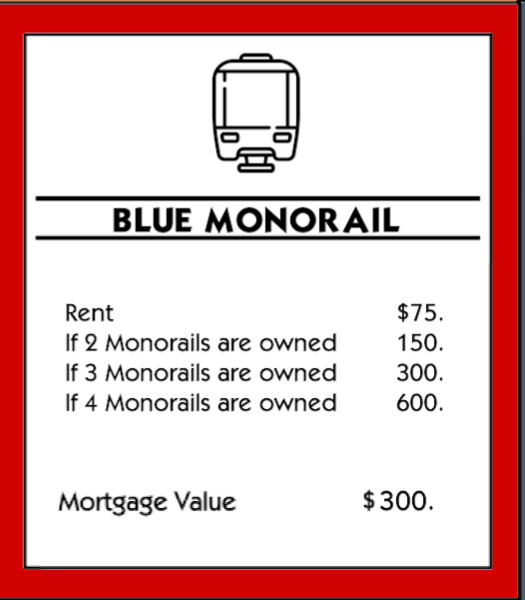 BLUE MONORAIL
Rent $75.
If 2 Monorails are owned 150.
If 3 Monorails are owned 300.
If 4 Monorails are owned 600.
Mortgage Value $300.